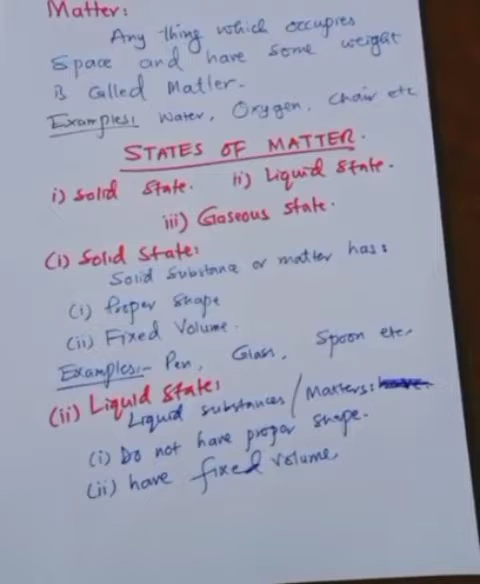 Matter:
Any thing which occupies
Space and have some weight
is Called Matter.
Examples: Water, Oxygen, Chair etc
STATES OF MATTER.
i) Solid State. ii) Liquid State.
iii) Gaseous State.
(i) Solid State:
Solid Substance or matter has:
(i) Proper Shape
(ii) Fixed Volume.
Examples:- Pen, Glass, Spoon etc.
(ii) Liquid State:
Liquid substances / Matters:
(i) Do not have proper shape.
(ii) have fixed volume.